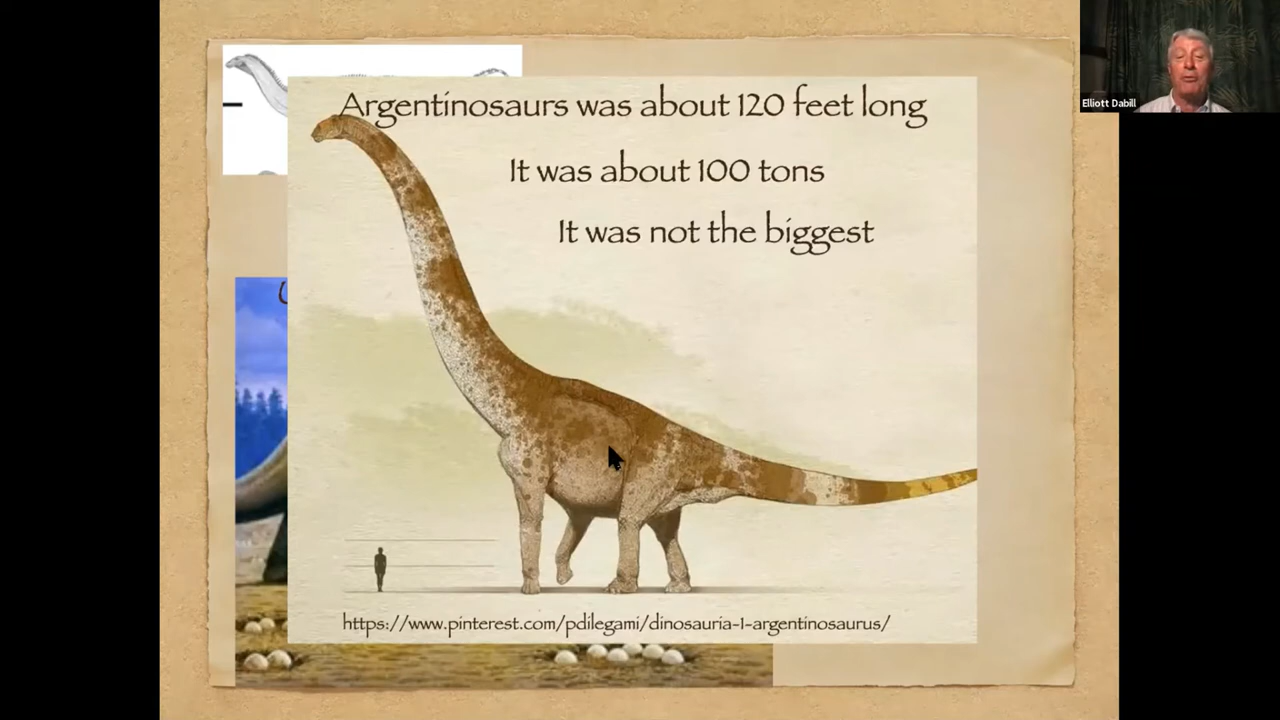 Argentinosaurs was about 120 feet long
It was about 100 tons
It was not the biggest
https://www.pinterest.com/pdilegami/dinosauria-1-argentinosaurus/
Elliott Dabill